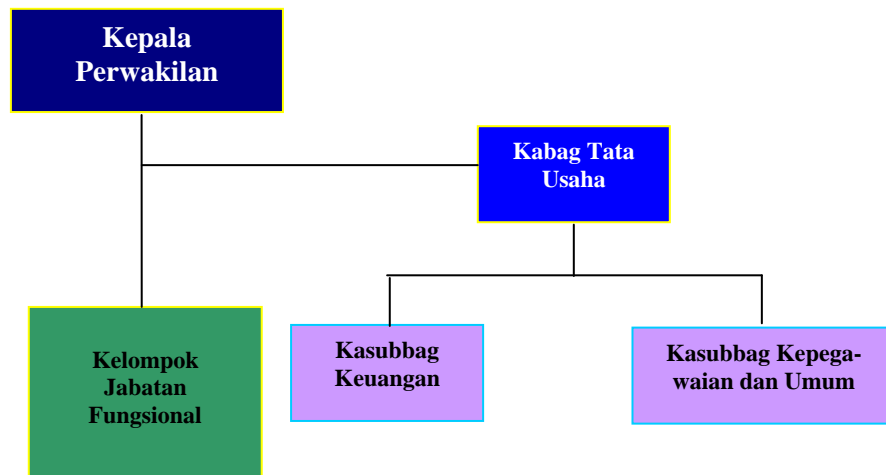 Kepala
Perwakilan
Kabag Tata
Usaha
Kelompok
Jabatan
Fungsional
Kasubbag
Keuangan
Kasubbag Kepega-
waian dan Umum